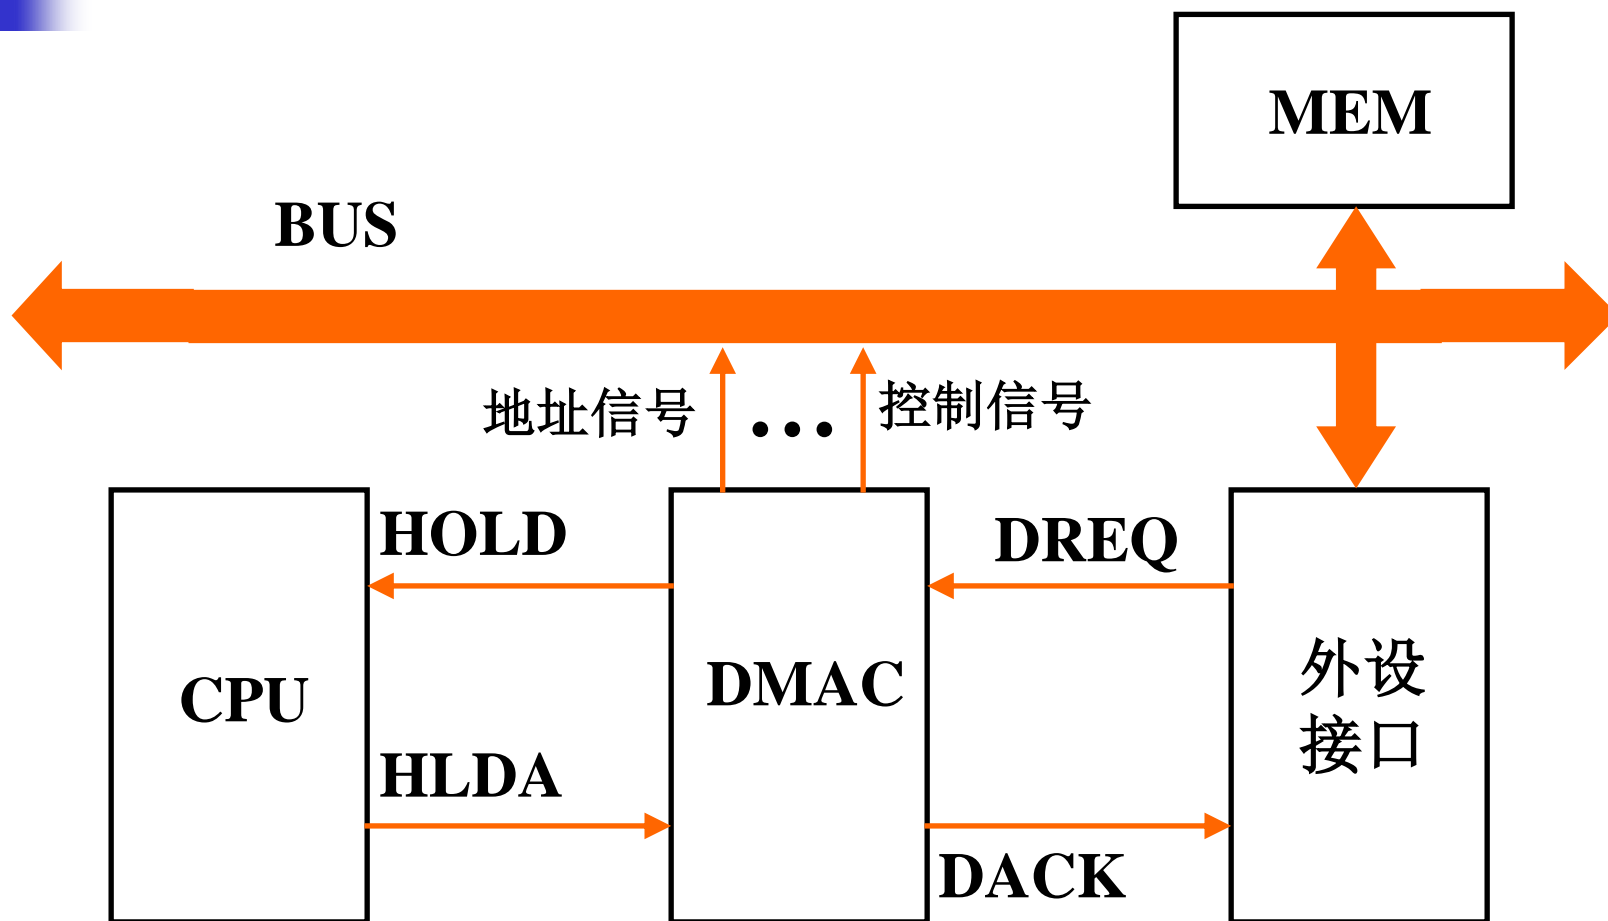 MEM
BUS
地址信号
...
控制信号
HOLD
DREQ
CPU
DMAC
外设
接口
HLDA
DACK